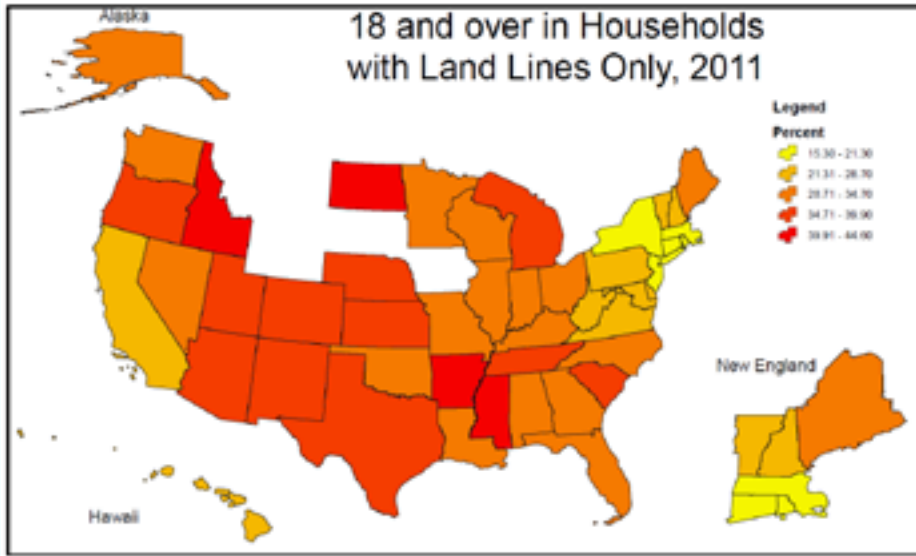 Alaska
18 and over in Households
with Land Lines Only, 2011
Legend
Percent
15.30 - 21.30
21.31 - 28.70
28.71 - 34.70
34.71 - 39.90
39.91 - 44.60
New England
Hawaii